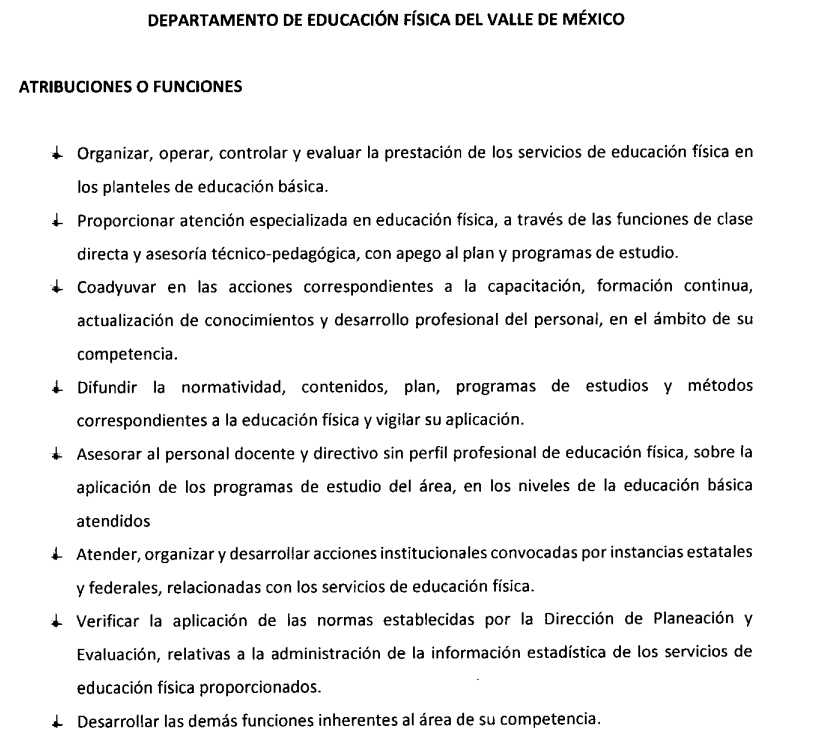 DEPARTAMENTO DE EDUCACIÓN FÍSICA DEL VALLE DE MÉXICO
ATRIBUCIONES O FUNCIONES
Organizar, operar, controlar y evaluar la prestación de los servicios de educación física en
los planteles de educación básica.
Proporcionar atención especializada en educación física, a través de las funciones de clase
directa y asesoría técnico-pedagógica, con apego al plan y programas de estudio.
Coadyuvar en las acciones correspondientes a la capacitación, formación continua,
actualización de conocimientos y desarrollo profesional del personal, en el ámbito de su
competencia.
Difundir la normatividad, contenidos, plan, programas de estudios y métodos
correspondientes a la educación física y vigilar su aplicación.
Asesorar al personal docente y directivo sin perfil profesional de educación física, sobre la
aplicación de los programas de estudio del área, en los niveles de la educación básica
atendidos
Atender, organizar y desarrollar acciones institucionales convocadas por instancias estatales
y federales, relacionadas con los servicios de educación física.
Verificar la aplicación de las normas establecidas por la Dirección de Planeación y
Evaluación, relativas a la administración de la información estadística de los servicios de
educación física proporcionados.
Desarrollar las demás funciones inherentes al área de su competencia.